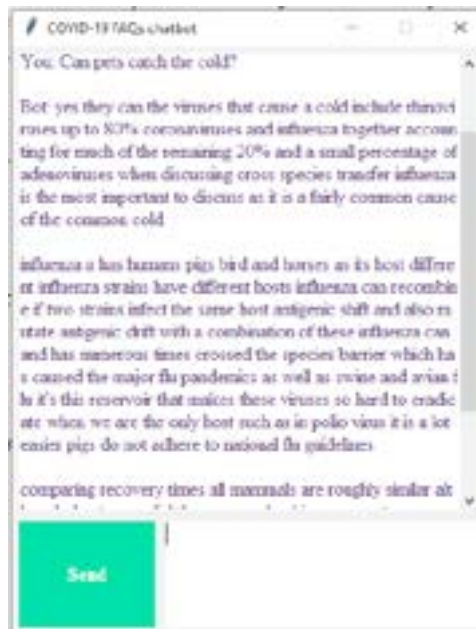 COVID-19 FAQs chatbot
You: Can pets catch the cold?
Bot: yes they can the viruses that cause a cold include rhinovi
ruses up to 80% coronaviruses and influenza together accoun
ting for much of the remaining 20% and a small percentage of
adenoviruses when discussing cross species transfer influenza
is the most important to discuss as it is a fairly common cause
of the common cold
influenza a has humans pigs bird and horses as its host differe
nt influenza strains have different hosts influenza can recombin
e if two strains infect the same host antigenic shift and also m
utate antigenic drift with a combination of these influenza can
and has numerous times crossed the species barrier which ha
s caused the major flu pandemics as well as swine and avian f
lu it's this reservoir that makes these viruses so hard to eradic
ate when we are the only host such as in polio virus it is a lot
easier pigs do not adhere to national flu guidelines
comparing recovery times all mammals are roughly similar alt
Send